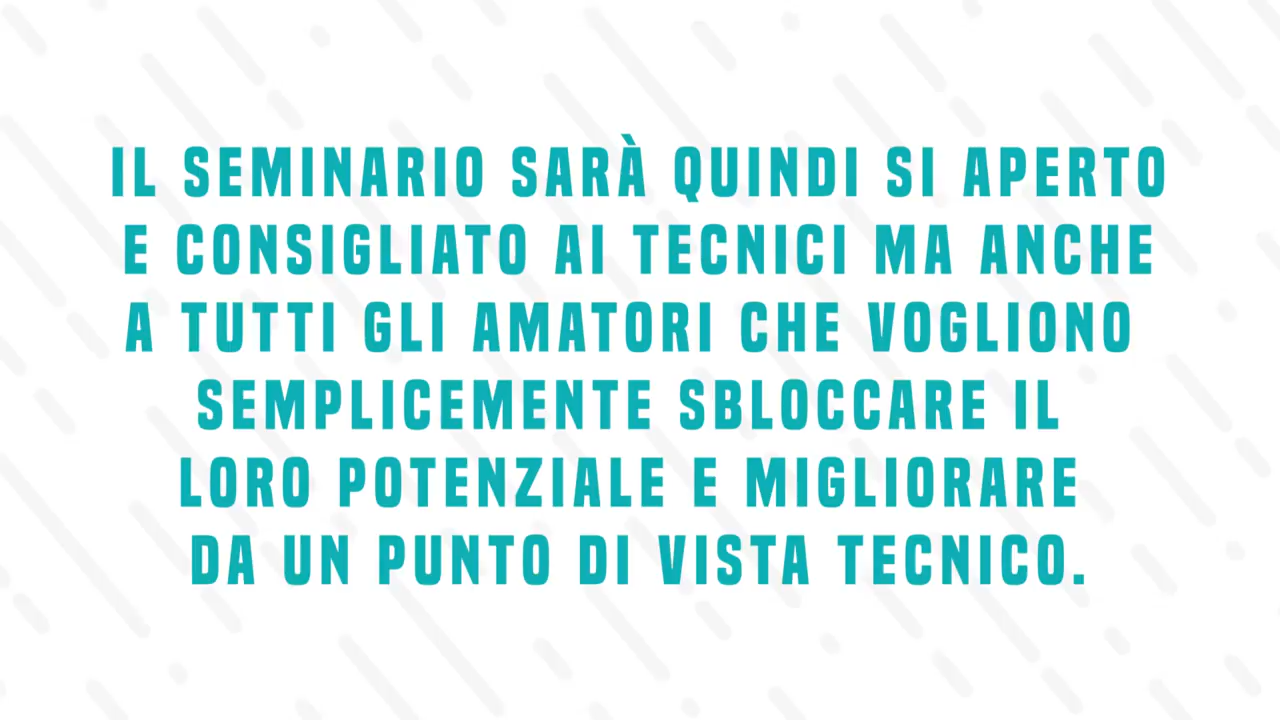 IL SEMINARIO SARÀ QUINDI SI APERTO
E CONSIGLIATO AI TECNICI MA ANCHE
A TUTTI GLI AMATORI CHE VOGLIONO
SEMPLICEMENTE SBLOCCARE IL
LORO POTENZIALE E MIGLIORARE
DA UN PUNTO DI VISTA TECNICO.